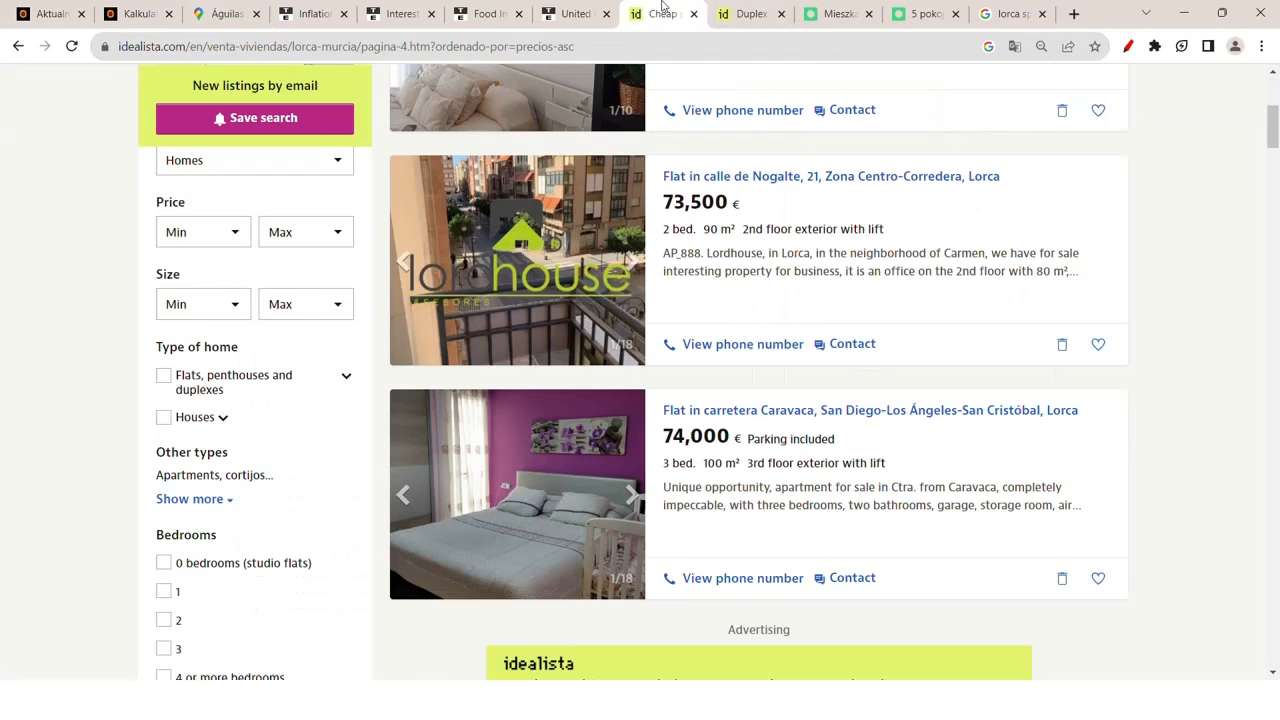 Aktualn
Kalkulat
Águilas
Inflation
Interest
Food In
United
Cheap p
Duplex
Mieszka
5 pokoj
lorca sp
idealista.com/en/venta-viviendas/lorca-murcia/pagina-4.htm?ordenado-por=precios-asc
New listings by email
Save search
Homes
Price
Min
Max
Size
Min
Max
Type of home
Flats, penthouses and
duplexes
Houses
Other types
Apartments, cortijos...
Show more
Bedrooms
0 bedrooms (studio flats)
1
2
3
4 or more bedrooms
1/10
View phone number
Contact
lordhouse
ASESORES
1/18
Flat in calle de Nogalte, 21, Zona Centro-Corredera, Lorca
73,500 €
2 bed. 90 m² 2nd floor exterior with lift
AP_888. Lordhouse, in Lorca, in the neighborhood of Carmen, we have for sale
interesting property for business, it is an office on the 2nd floor with 80 m²,...
View phone number
Contact
1/18
Flat in carretera Caravaca, San Diego-Los Ángeles-San Cristóbal, Lorca
74,000 € Parking included
3 bed. 100 m² 3rd floor exterior with lift
Unique opportunity, apartment for sale in Ctra. from Caravaca, completely
impeccable, with three bedrooms, two bathrooms, garage, storage room, air...
View phone number
Contact
Advertising
idealista